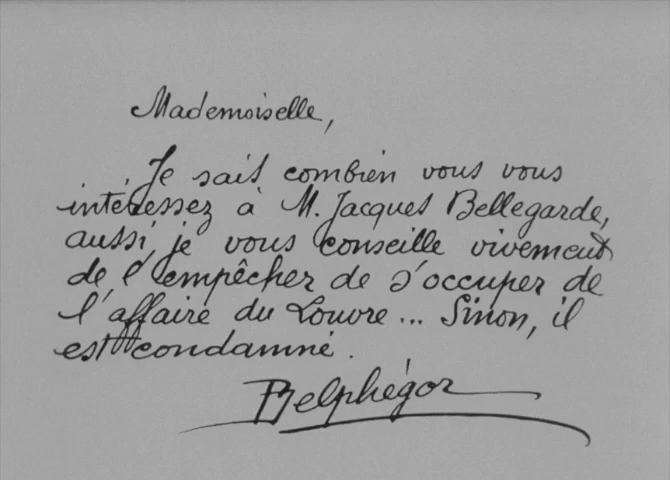 Mademoiselle,
Je sais combien vous vous
intéressez à M. Jacques Bellegarde,
aussi je vous conseille vivement
de l'empêcher de s'occuper de
l'affaire du Louvre... Sinon, il
est condamné.
Belphégor